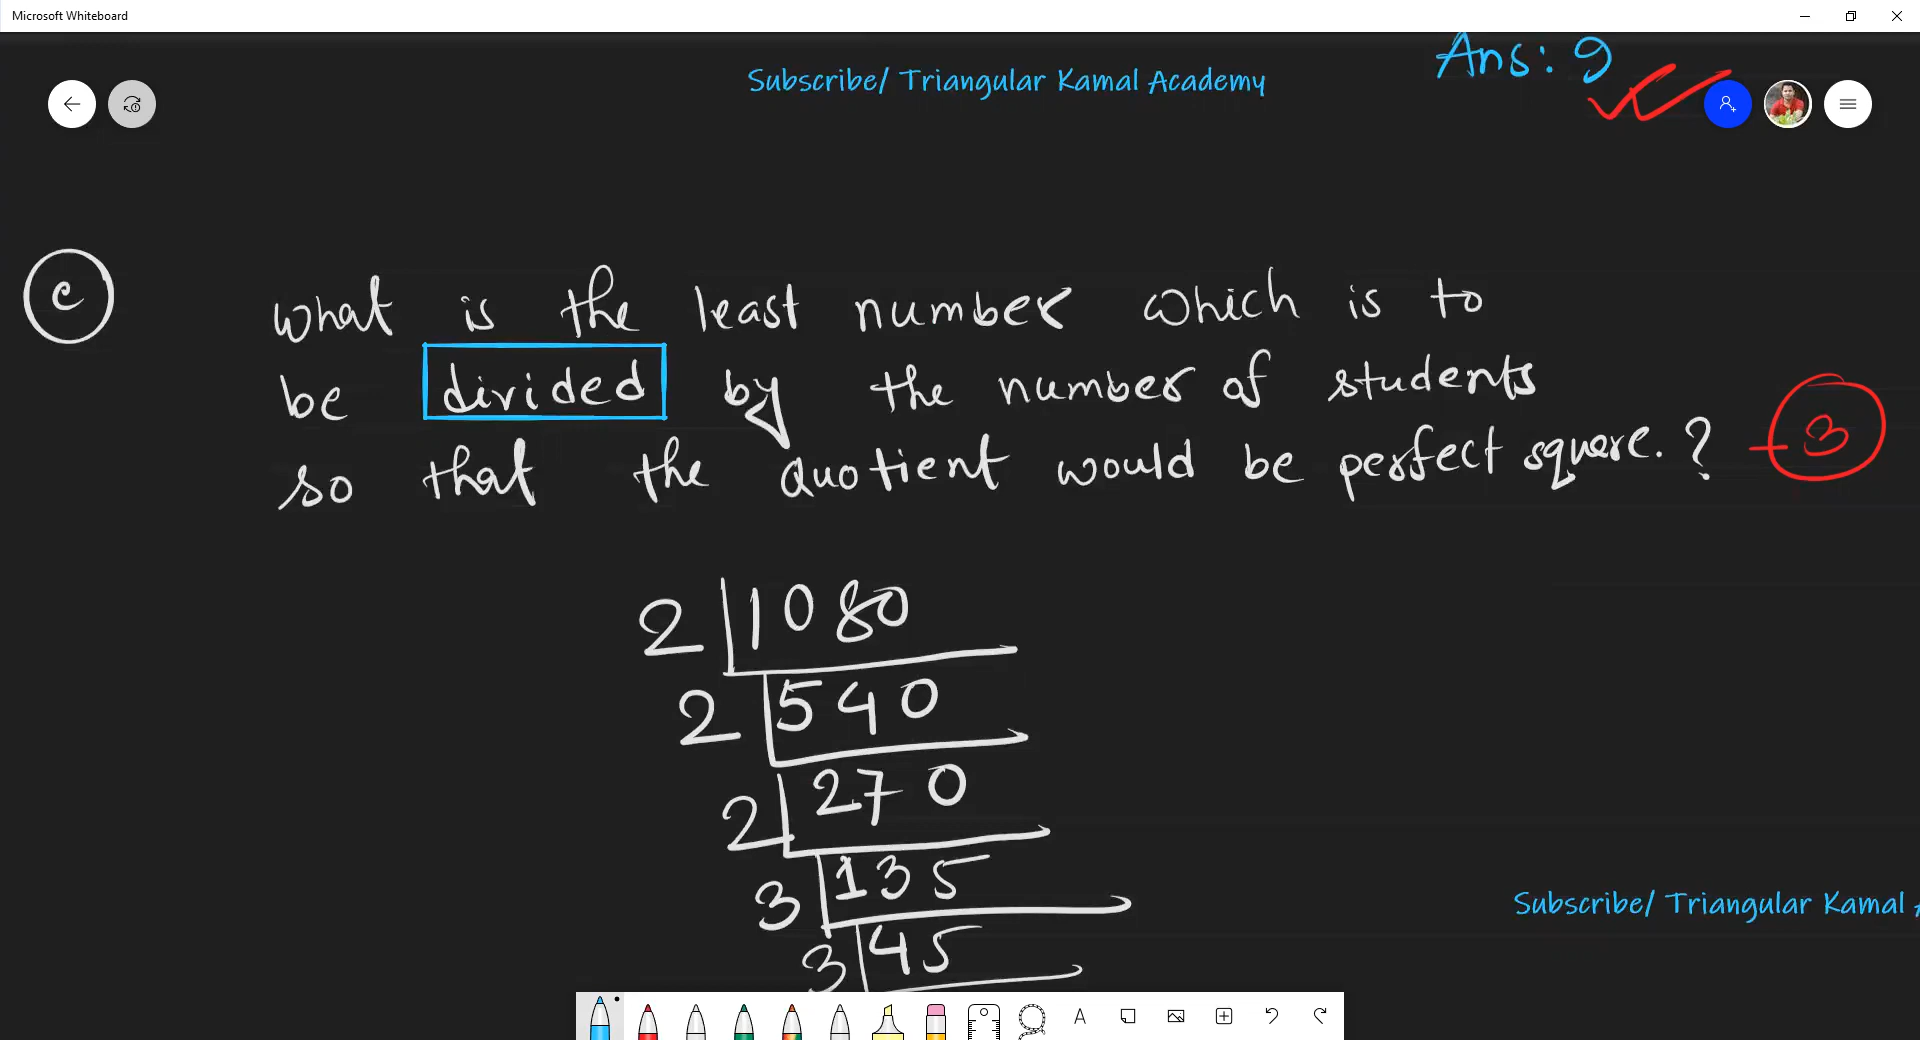 Microsoft Whiteboard
Ans: 9
Subscribe/ Triangular Kamal Academy
c
What is the least number which is to
be divided by the number of students
so that the quotient would be perfect square. ? - 3
2 1080
2 540
2 270
3 135
3 45
Subscribe/ Triangular Kamal
A